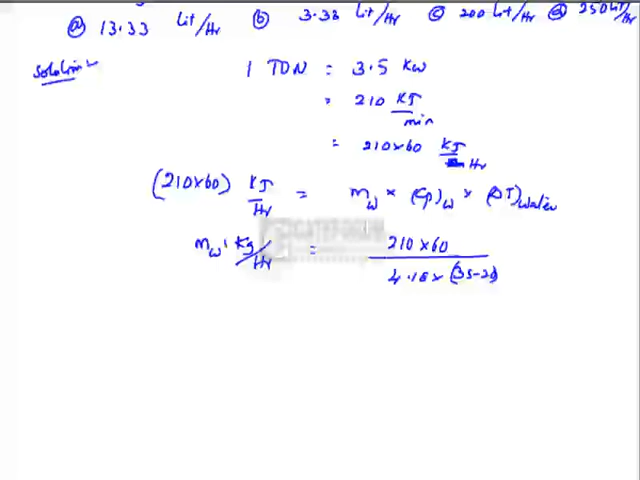 ⓐ 13.33 Lit/Hr ⓑ 3.33 Lit/Hr ⓒ 200 Lit/Hr ⓓ 250 Lit/Hr
Solution:-
1 TON = 3.5 KW
= 210 KJ/min
= 210×60 KJ/Hr
(210×60) KJ/Hr = mw × (Cp)w × (ΔT)water
mw, Kg/Hr = 210×60 / 4.18×(35-20)